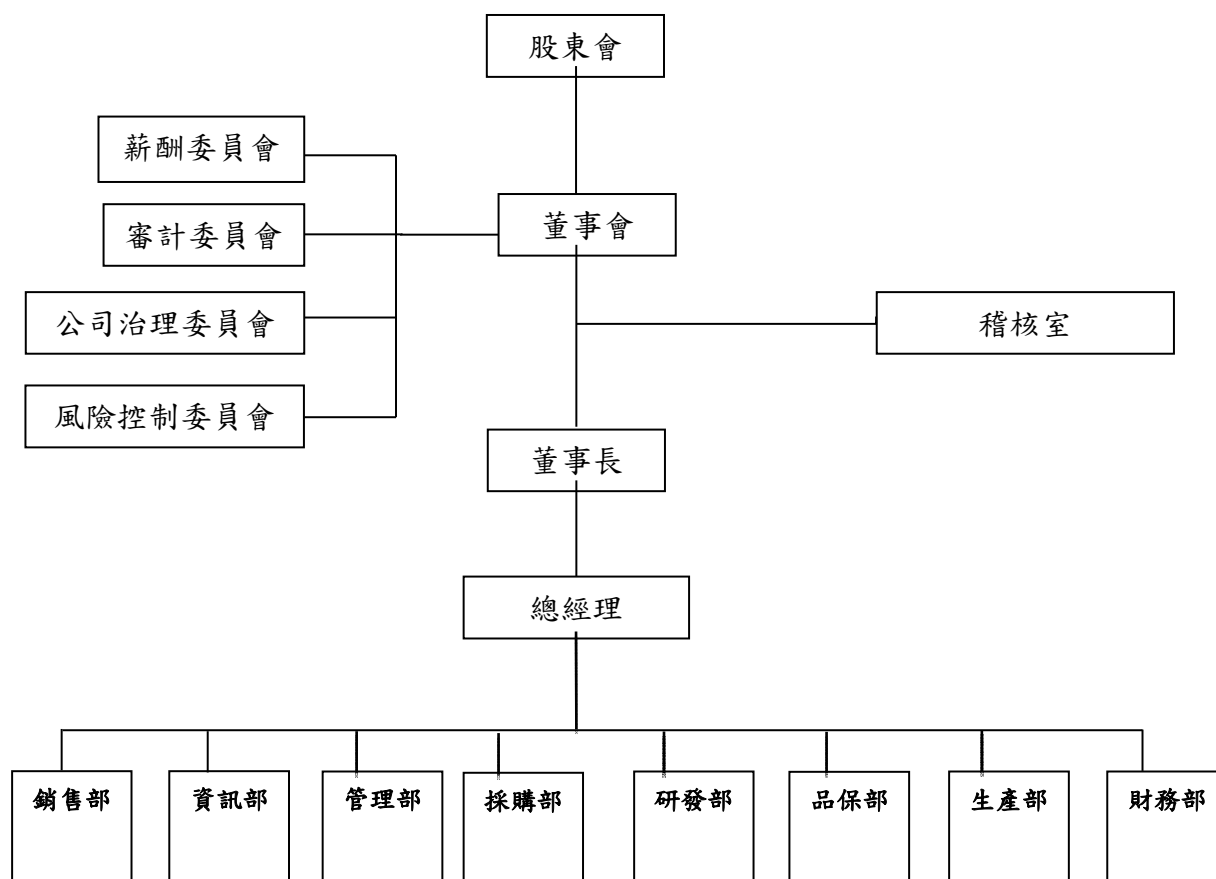 股東會
薪酬委員會
審計委員會
董事會
公司治理委員會
稽核室
風險控制委員會
董事長
總經理
銷售部
資訊部
管理部
採購部
研發部
品保部
生產部
財務部